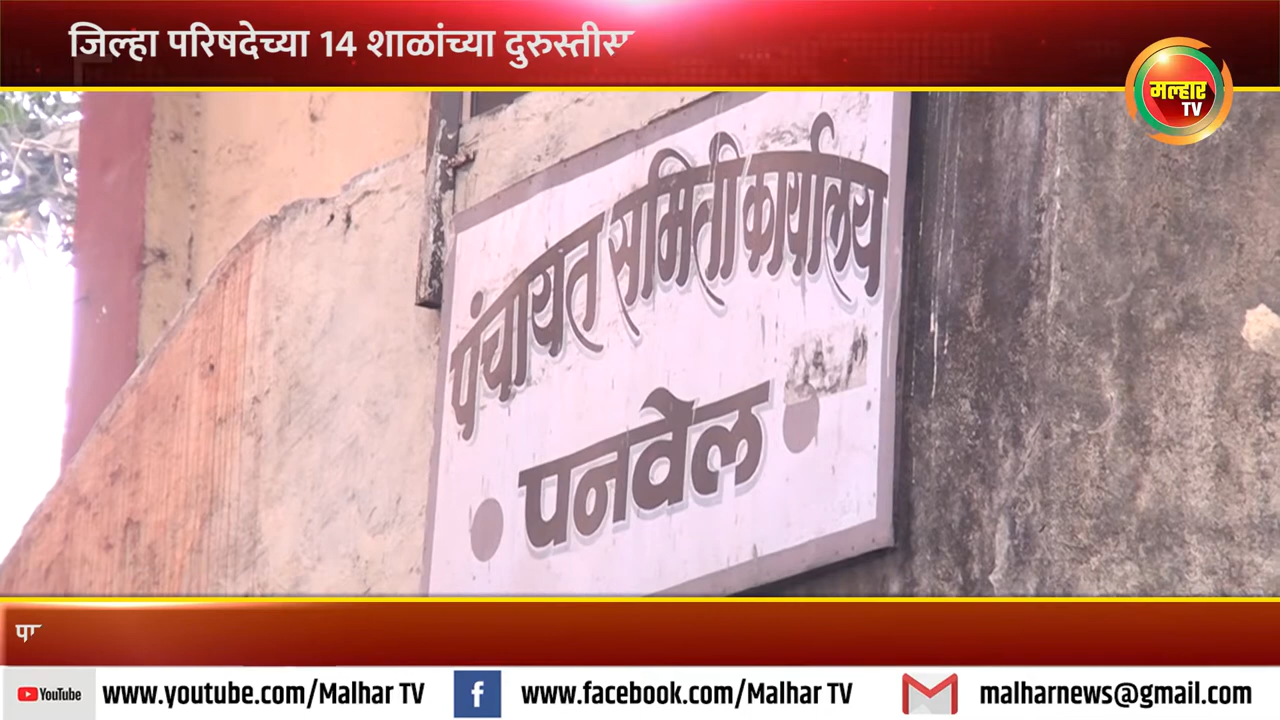 जिल्हा परिषदेच्या 14 शाळांच्या
मल्हार
TV
पंचायत समिती कार्यालय
पनवेल
YouTube
www.youtube.com/Malhar TV
www.facebook.com/Malhar TV
malharnews@gmail.com